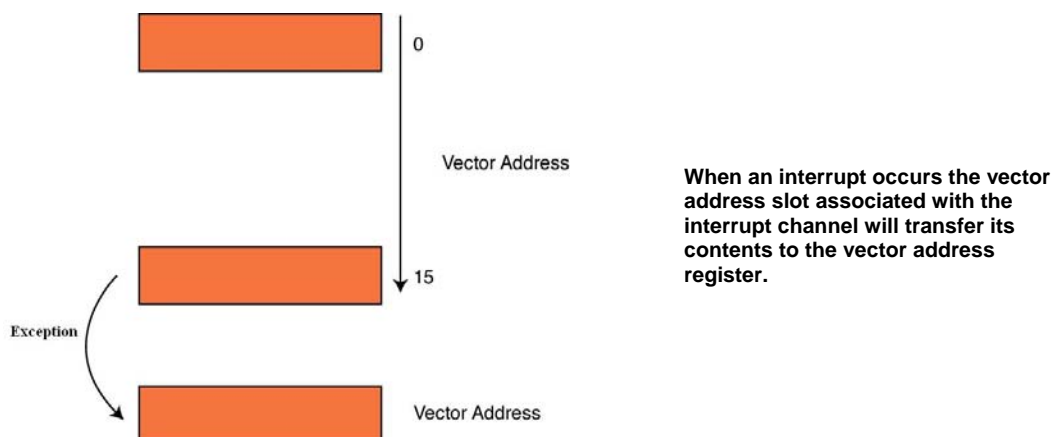 0
Vector Address
When an interrupt occurs the vector
address slot associated with the
interrupt channel will transfer its
contents to the vector address
register.
15
Exception
Vector Address